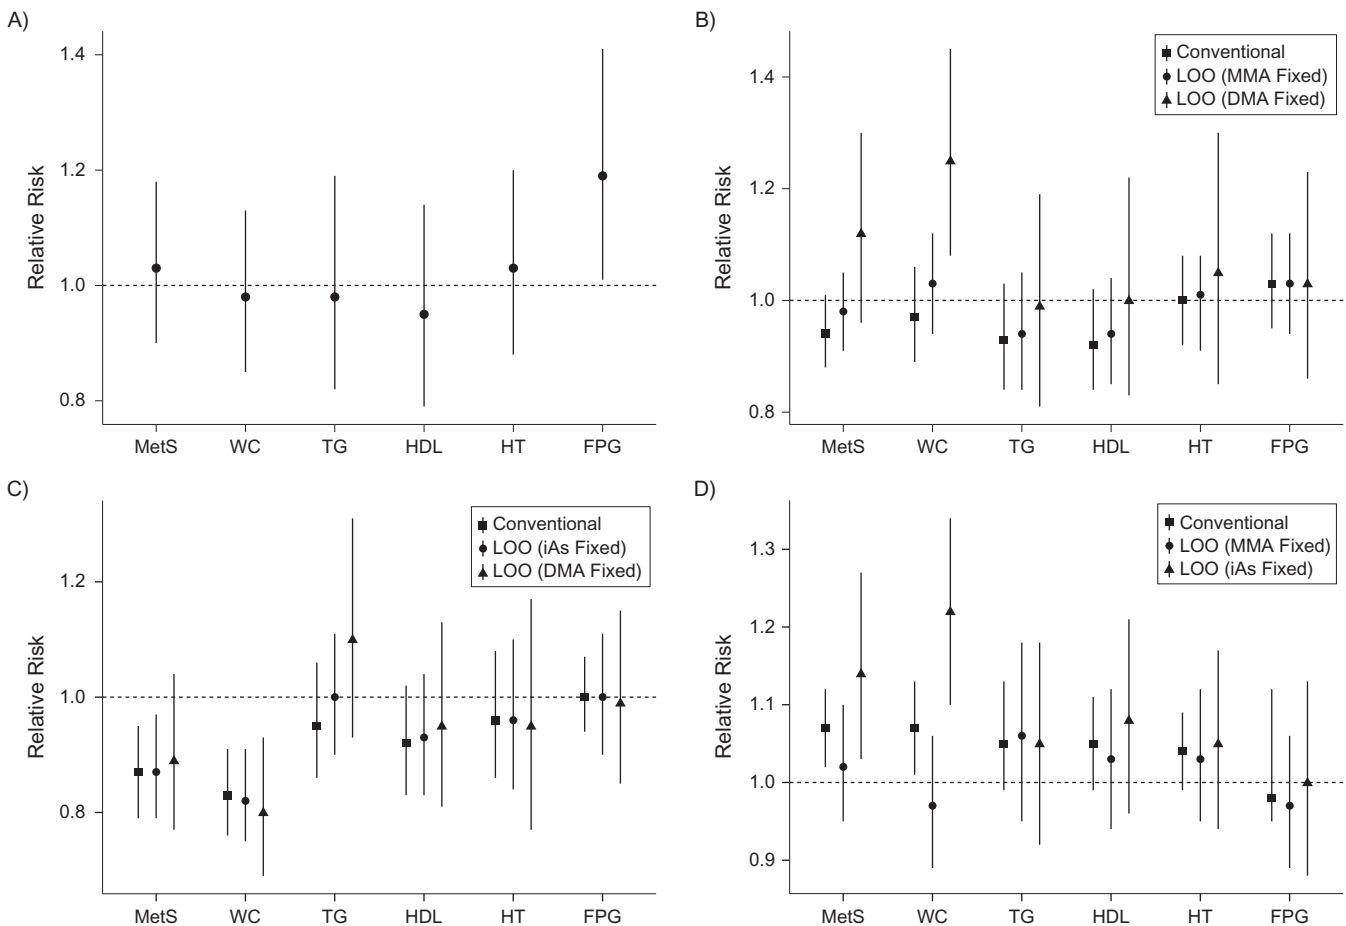 A)
Relative Risk
1.4
1.2
1.0
0.8
MetS WC TG HDL HT FPG
B)
Relative Risk
1.4
1.2
1.0
0.8
Conventional
LOO (MMA Fixed)
LOO (DMA Fixed)
MetS WC TG HDL HT FPG
C)
Relative Risk
1.2
1.0
0.8
Conventional
LOO (iAs Fixed)
LOO (DMA Fixed)
MetS WC TG HDL HT FPG
D)
Relative Risk
1.3
1.2
1.1
1.0
0.9
Conventional
LOO (MMA Fixed)
LOO (iAs Fixed)
MetS WC TG HDL HT FPG